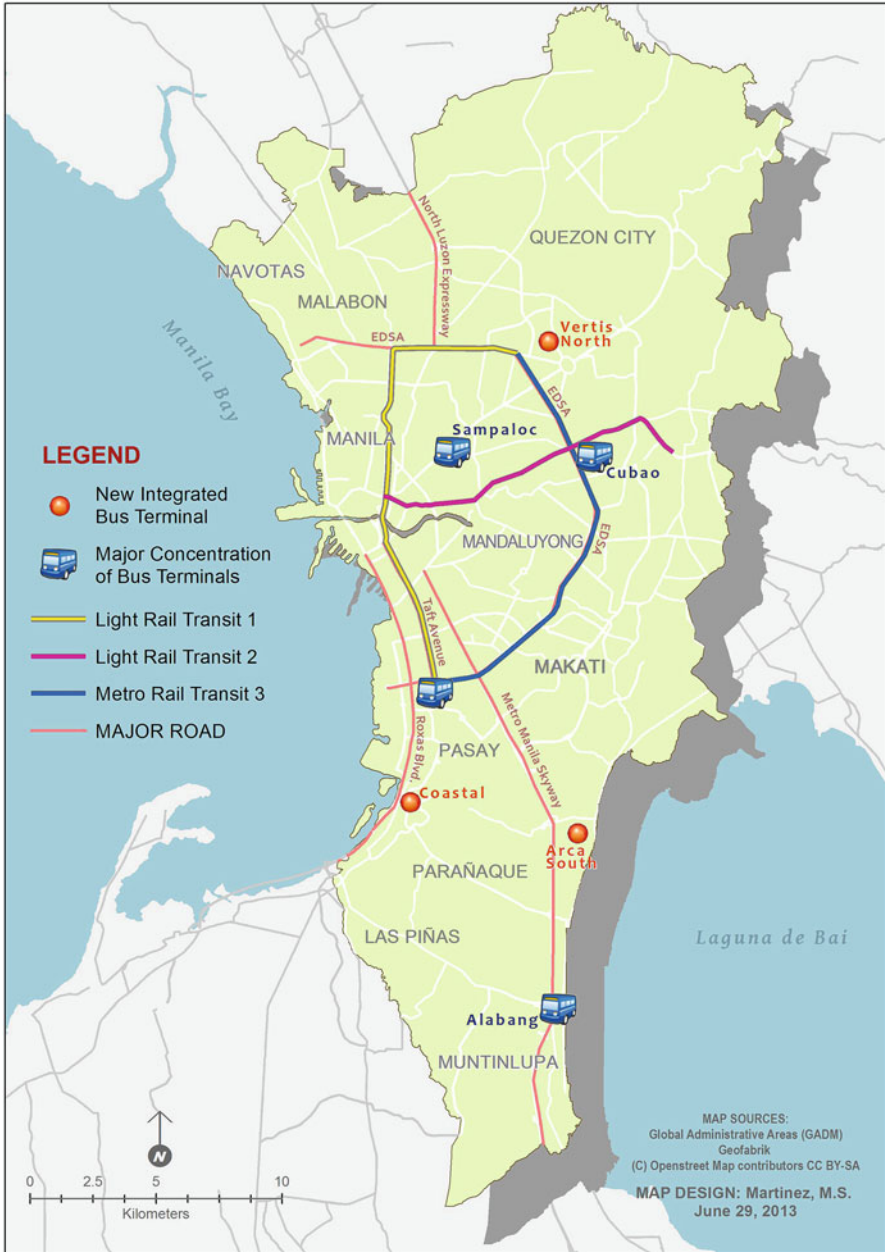 North Luzon Expressway
QUEZON CITY
NAVOTAS
MALABON
Manila Bay
EDSA
Vertis
North
EDSA
Sampaloc
MANILA
Cubao
LEGEND
New Integrated
Bus Terminal
Major Concentration
of Bus Terminals
Light Rail Transit 1
Light Rail Transit 2
Metro Rail Transit 3
MAJOR ROAD
EDSA
MANDALUYONG
Taft Avenue
MAKATI
Metro Manila Skyway
Roxas Blvd.
PASAY
Coastal
Arca
South
PARAÑAQUE
LAS PIÑAS
Laguna de Bai
Alabang
MUNTINLUPA
N
0 2.5 5 10
Kilometers
MAP SOURCES:
Global Administrative Areas (GADM)
Geofabrik
(C) Openstreet Map contributors CC BY-SA
MAP DESIGN: Martinez, M.S.
June 29, 2013